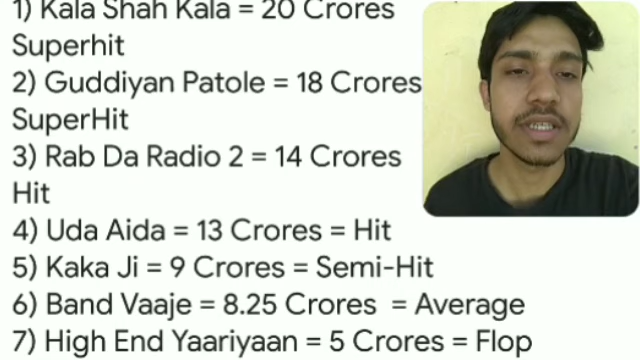 1) Kala Shah Kala = 20 Crores
Superhit
2) Guddiyan Patole = 18 Crores
SuperHit
3) Rab Da Radio 2 = 14 Crores
Hit
4) Uda Aida = 13 Crores = Hit
5) Kaka Ji = 9 Crores = Semi-Hit
6) Band Vaaje = 8.25 Crores = Average
7) High End Yaariyaan = 5 Crores = Flop